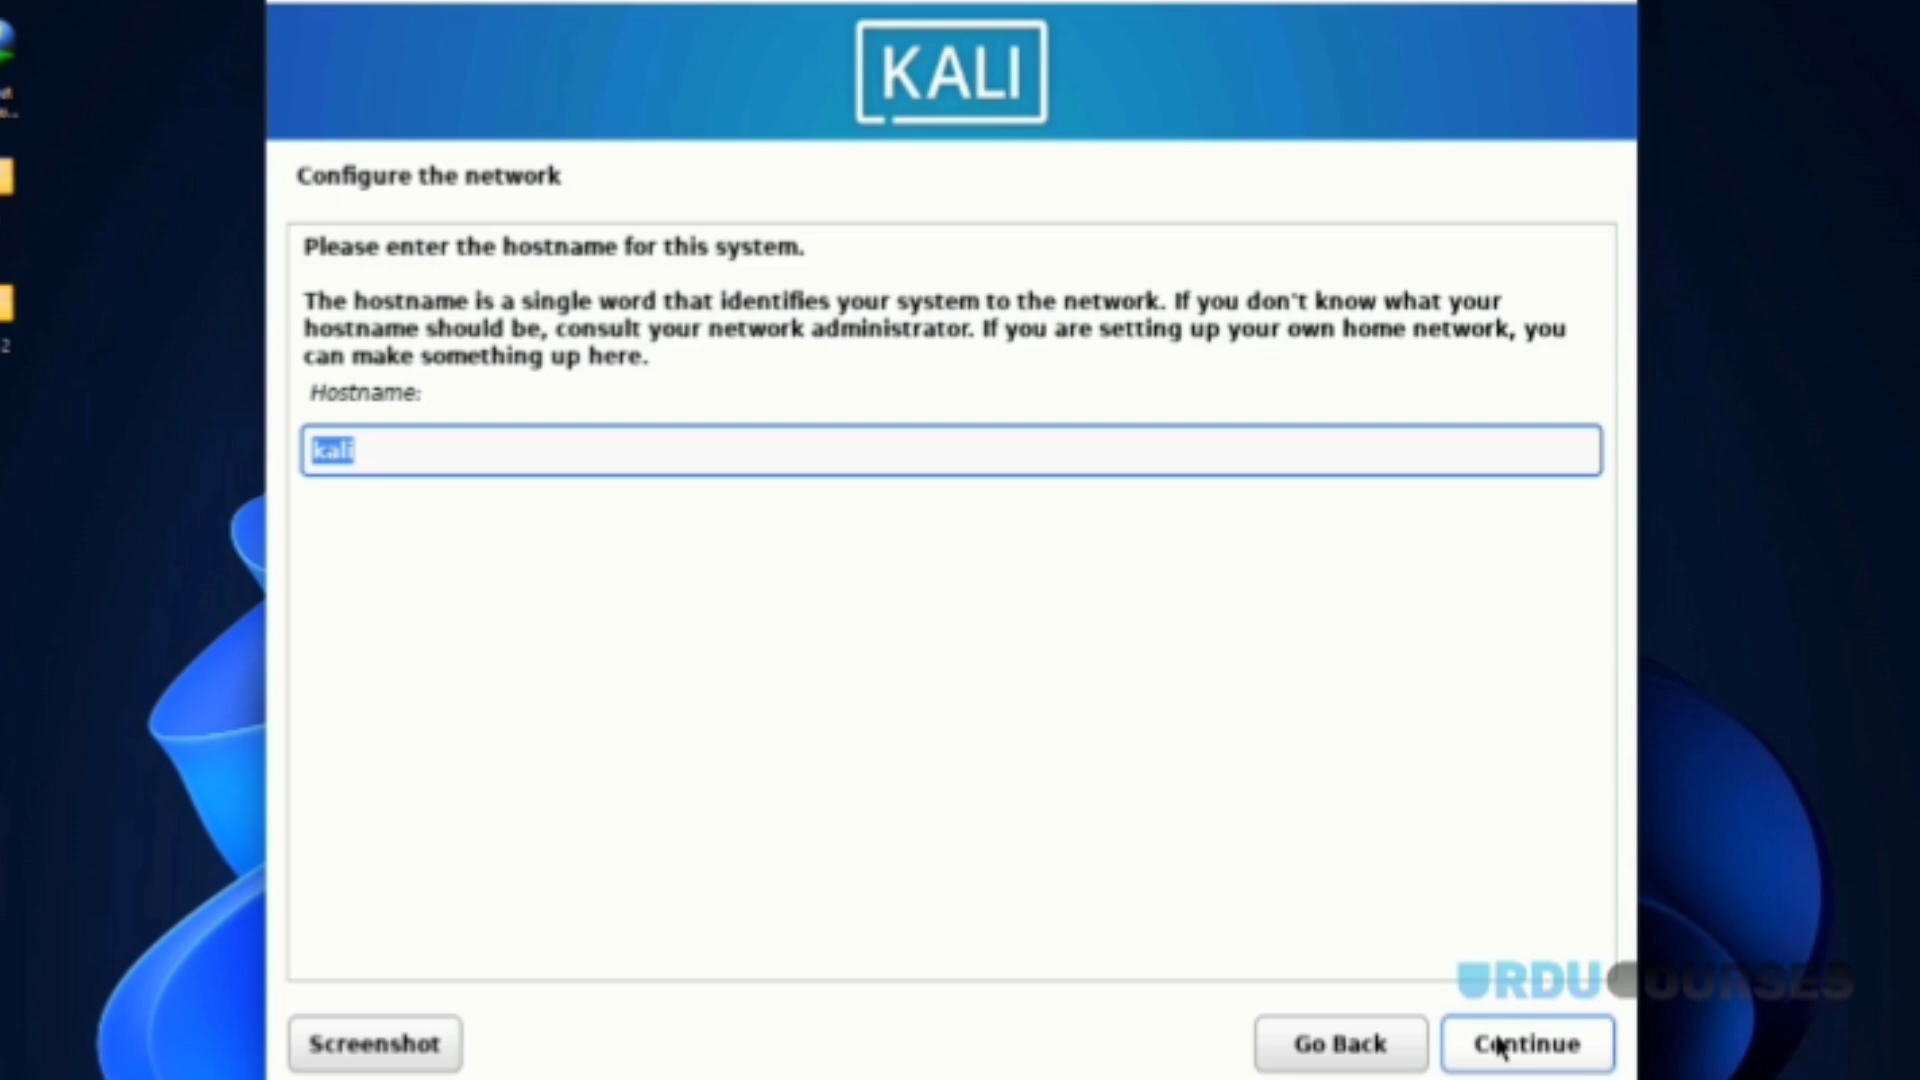 KALI
Configure the network
Please enter the hostname for this system.
The hostname is a single word that identifies your system to the network. If you don't know what your
hostname should be, consult your network administrator. If you are setting up your own home network, you
can make something up here.
Hostname:
kali
2
URDU COURSES
Screenshot
Go Back
Continue